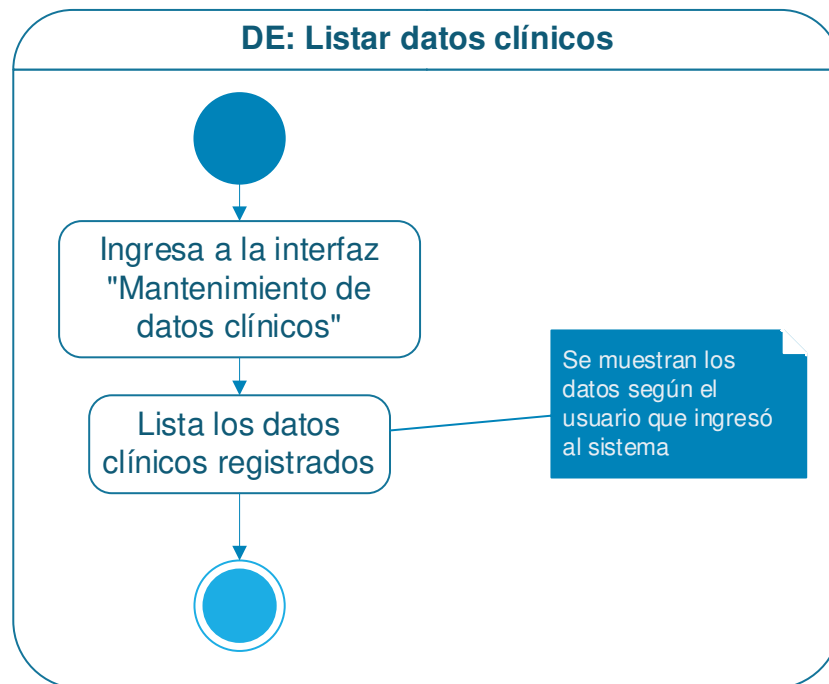 DE: Listar datos clínicos
Ingresa a la interfaz
"Mantenimiento de
datos clínicos"
Lista los datos
clínicos registrados
Se muestran los
datos según el
usuario que ingresó
al sistema